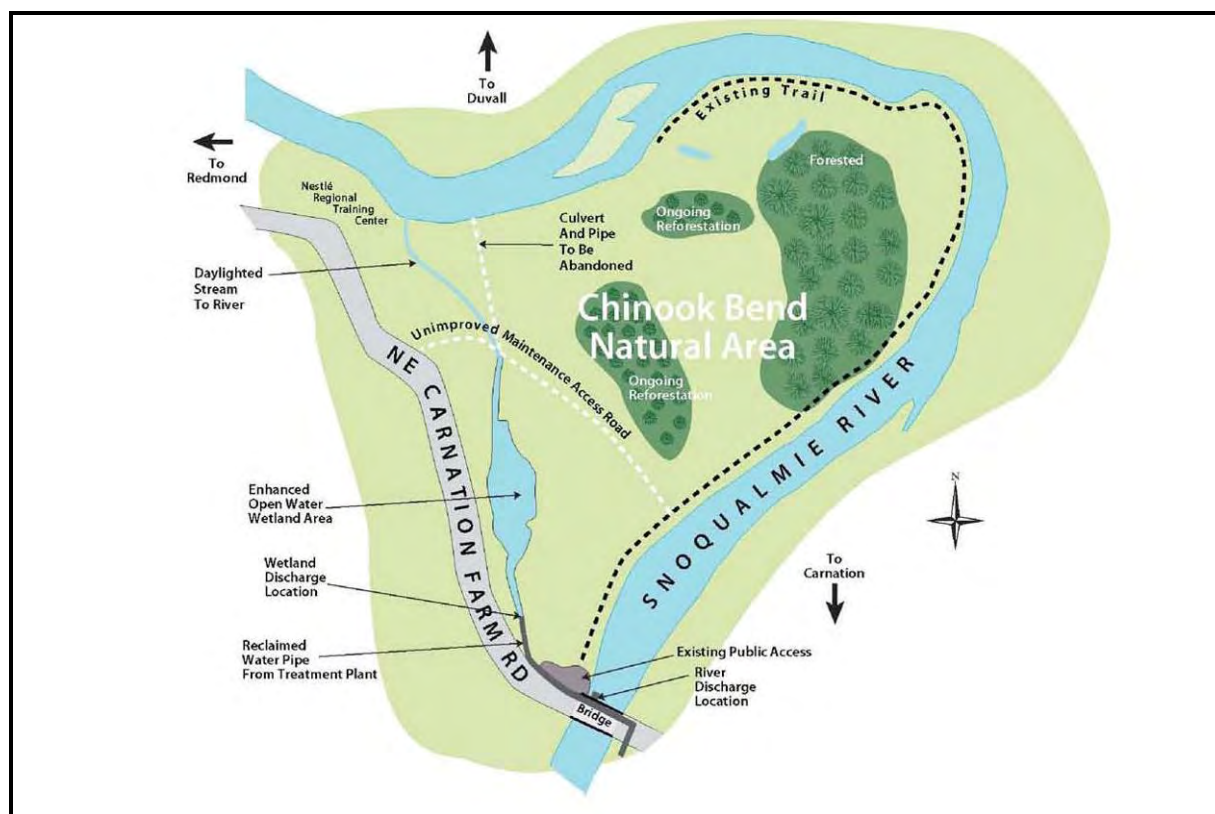 To
Duvall
To
Redmond
Existing Trail
Forested
Nestlé
Regional
Training
Center
Culvert
And Pipe
To Be
Abandoned
Ongoing
Reforestation
Daylighted
Stream
To River
Chinook Bend
Natural Area
Unimproved Maintenance Access Road
Ongoing
Reforestation
NE CARNATION FARM RD
SNOQUALMIE RIVER
N
Enhanced
Open Water
Wetland Area
To
Carnation
Wetland
Discharge
Location
Reclaimed
Water Pipe
From Treatment Plant
Existing Public Access
River
Discharge
Location
Bridge